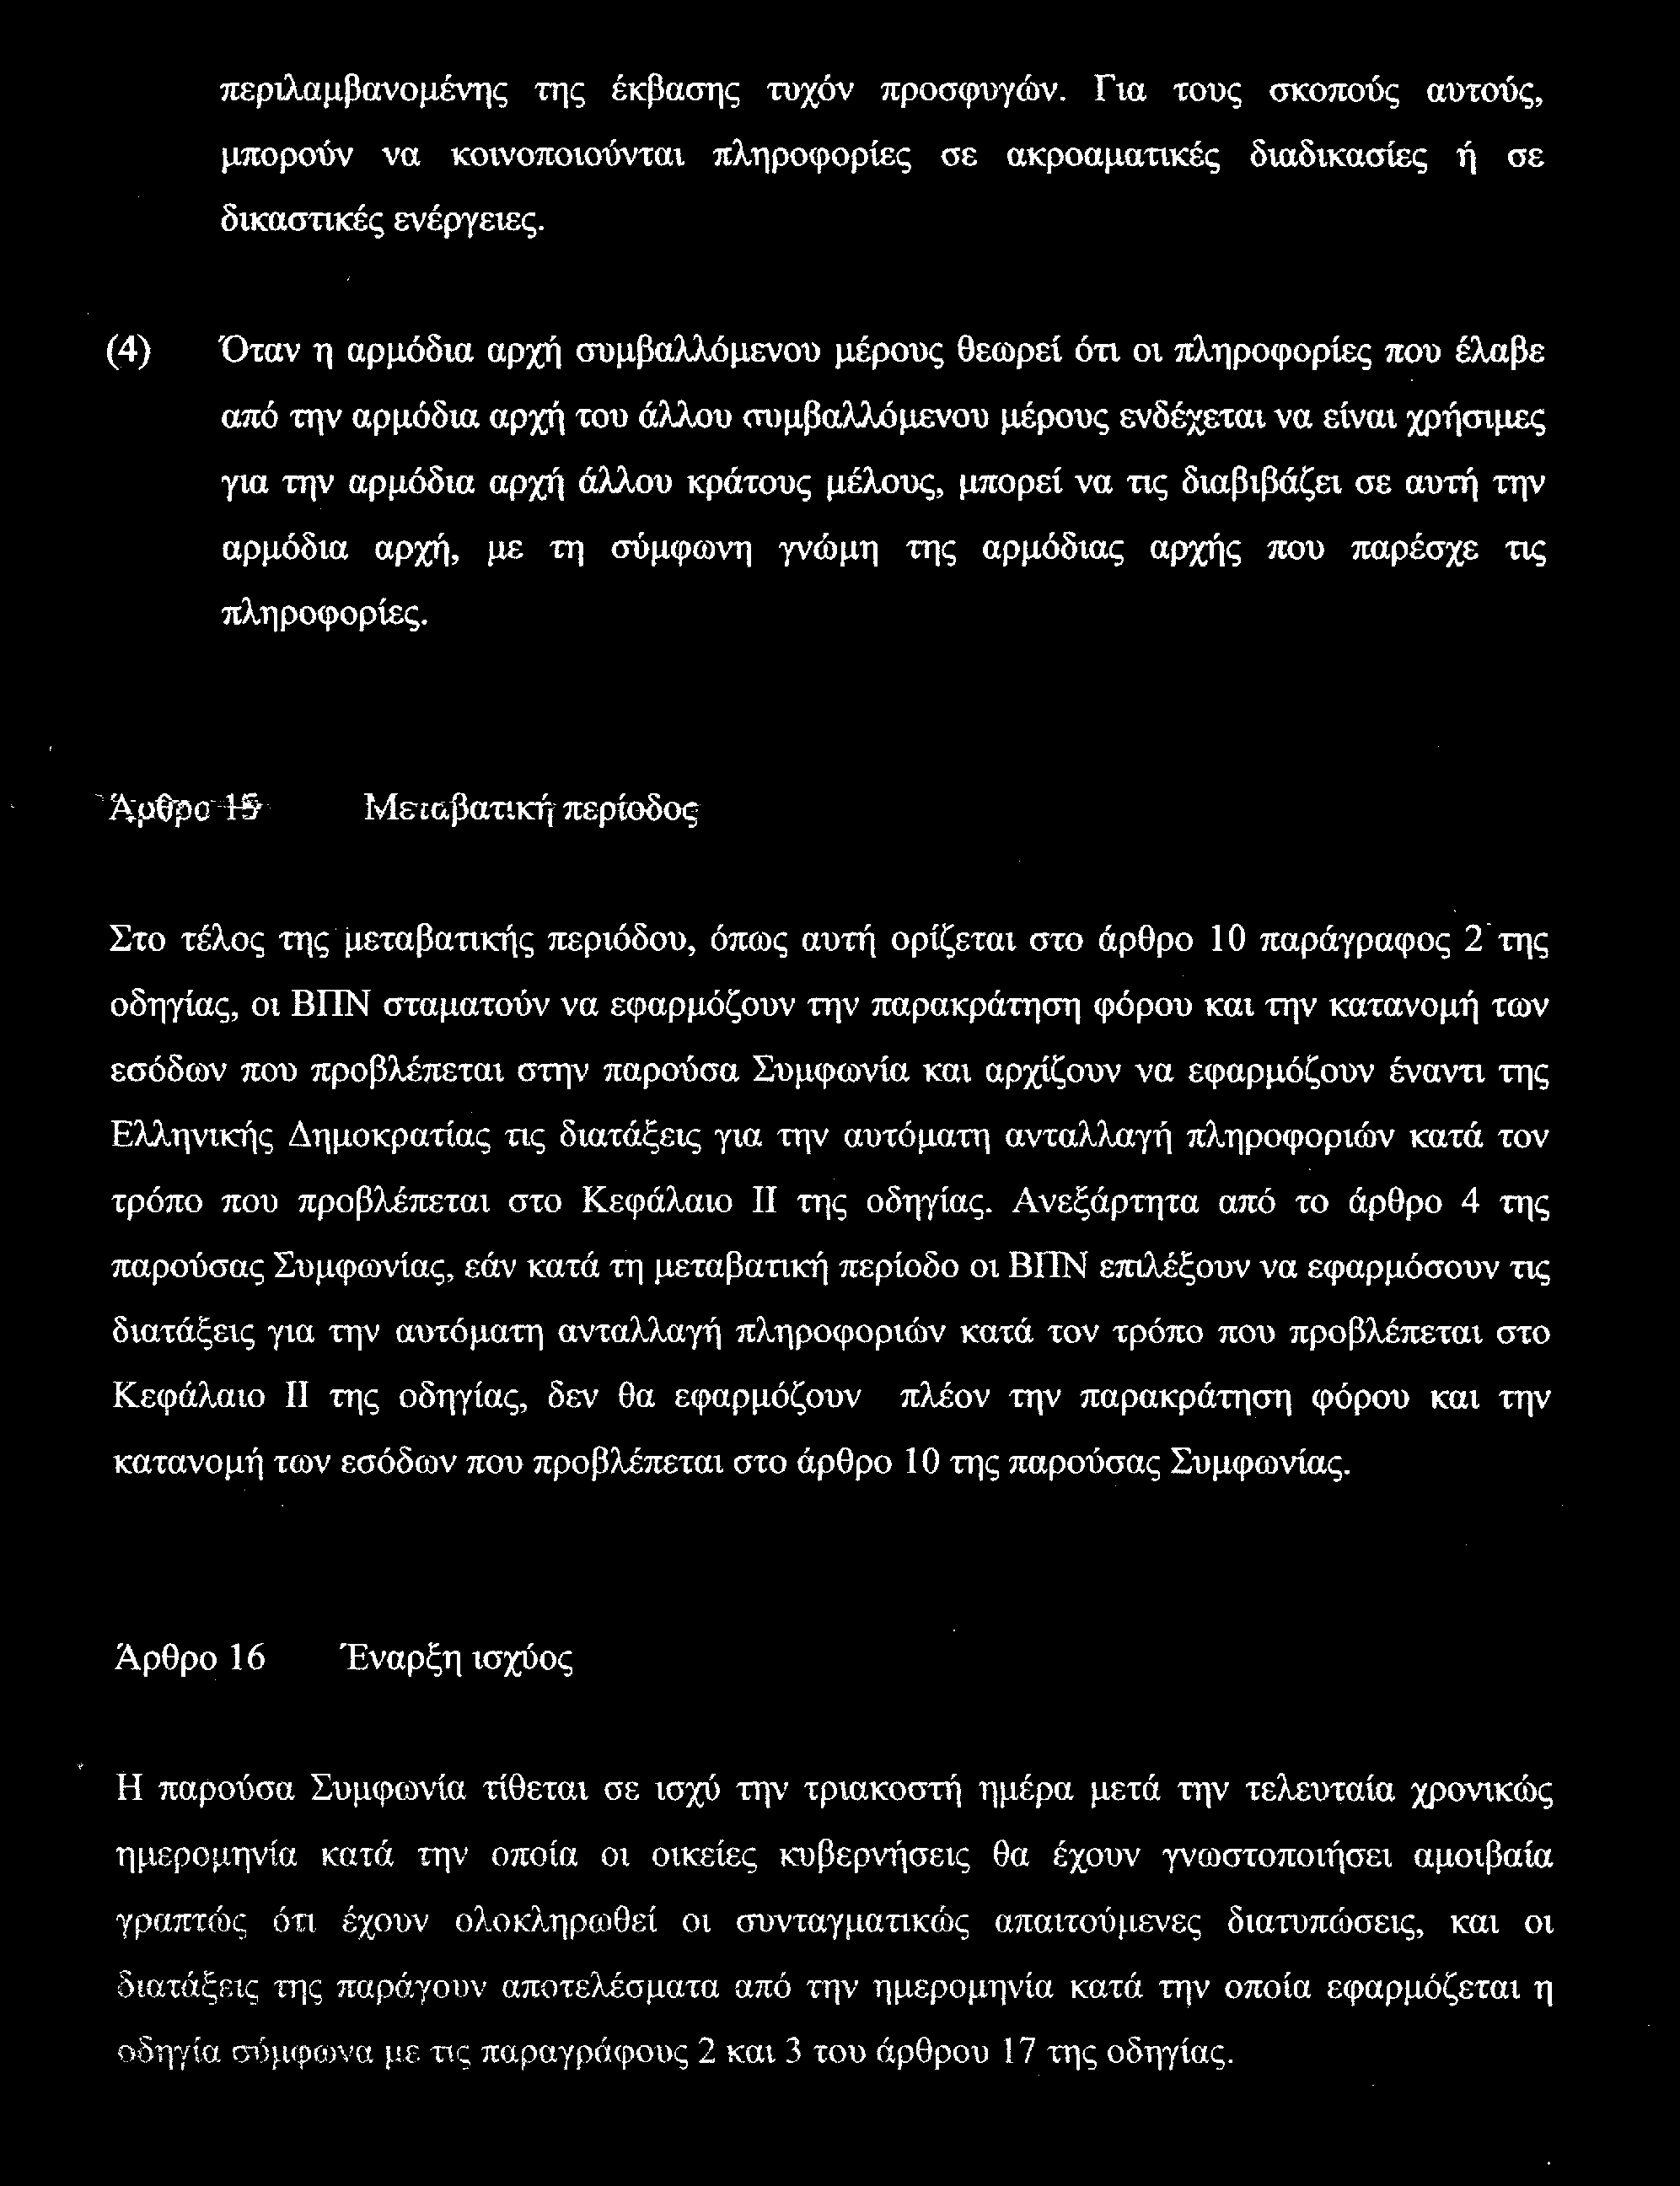 περιλαμβανομένης της έκβασης τυχόν προσφυγών. Για τους σκοπούς αυτούς,
μπορούν να κοινοποιούνται πληροφορίες σε ακροαματικές διαδικασίες ή σε
δικαστικές ενέργειες.
(4) Όταν η αρμόδια αρχή συμβαλλόμενου μέρους θεωρεί ότι οι πληροφορίες που έλαβε
από την αρμόδια αρχή του άλλου συμβαλλόμενου μέρους ενδέχεται να είναι χρήσιμες
για την αρμόδια αρχή άλλου κράτους μέλους, μπορεί να τις διαβιβάζει σε αυτή την
αρμόδια αρχή, με τη σύμφωνη γνώμη της αρμόδιας αρχής που παρέσχε τις
πληροφορίες.
Άρθρο 15 Μεταβατική περίοδος
Στο τέλος της μεταβατικής περιόδου, όπως αυτή ορίζεται στο άρθρο 10 παράγραφος 2 της
οδηγίας, οι ΒΠΝ σταματούν να εφαρμόζουν την παρακράτηση φόρου και την κατανομή των
εσόδων που προβλέπεται στην παρούσα Συμφωνία και αρχίζουν να εφαρμόζουν έναντι της
Ελληνικής Δημοκρατίας τις διατάξεις για την αυτόματη ανταλλαγή πληροφοριών κατά τον
τρόπο που προβλέπεται στο Κεφάλαιο ΙΙ της οδηγίας. Ανεξάρτητα από το άρθρο 4 της
παρούσας Συμφωνίας, εάν κατά τη μεταβατική περίοδο οι ΒΠΝ επιλέξουν να εφαρμόσουν τις
διατάξεις για την αυτόματη ανταλλαγή πληροφοριών κατά τον τρόπο που προβλέπεται στο
Κεφάλαιο ΙΙ της οδηγίας, δεν θα εφαρμόζουν πλέον την παρακράτηση φόρου και την
κατανομή των εσόδων που προβλέπεται στο άρθρο 10 της παρούσας Συμφωνίας.
Άρθρο 16 Έναρξη ισχύος
Η παρούσα Συμφωνία τίθεται σε ισχύ την τριακοστή ημέρα μετά την τελευταία χρονικώς
ημερομηνία κατά την οποία οι οικείες κυβερνήσεις θα έχουν γνωστοποιήσει αμοιβαία
γραπτώς ότι έχουν ολοκληρωθεί οι συνταγματικώς απαιτούμενες διατυπώσεις, και οι
διατάξεις της παράγουν αποτελέσματα από την ημερομηνία κατά την οποία εφαρμόζεται η
οδηγία σύμφωνα με τις παραγράφους 2 και 3 του άρθρου 17 της οδηγίας.